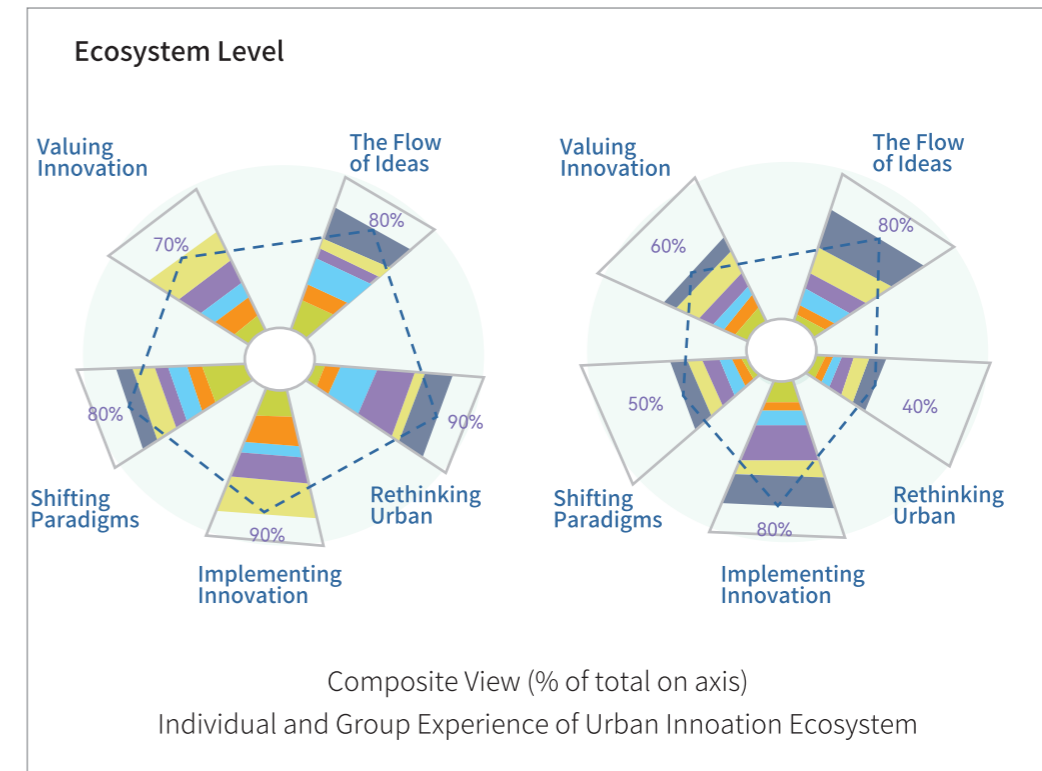 Ecosystem Level
Valuing
Innovation
The Flow
of Ideas
70%
80%
80%
90%
90%
Shifting
Paradigms
Rethinking
Urban
Implementing
Innovation
Valuing
Innovation
The Flow
of Ideas
60%
80%
50%
40%
80%
Shifting
Paradigms
Rethinking
Urban
Implementing
Innovation
Composite View (% of total on axis)
Individual and Group Experience of Urban Innoation Ecosystem